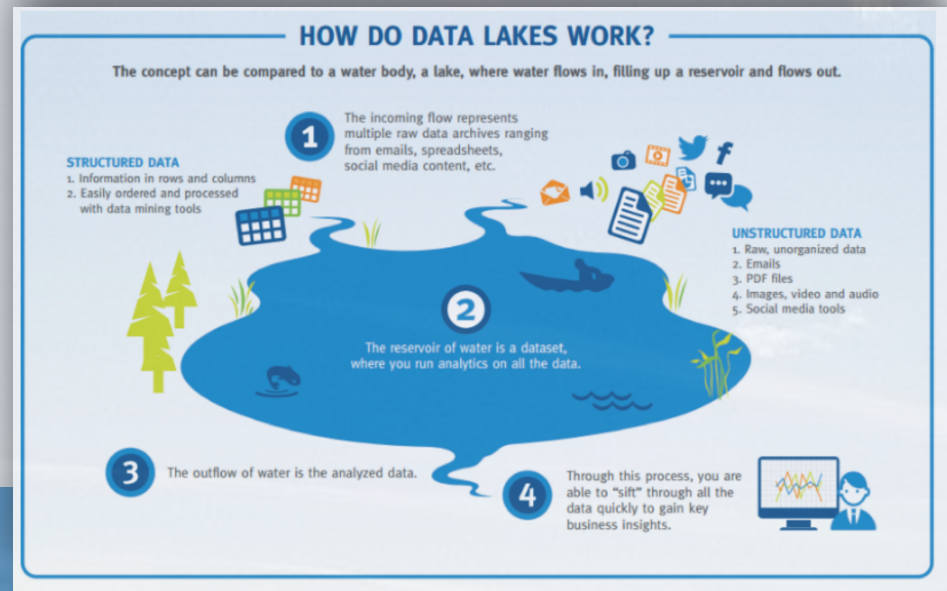 HOW DO DATA LAKES WORK?
The concept can be compared to a water body, a lake, where water flows in, filling up a reservoir and flows out.
1
The incoming flow represents
multiple raw data archives ranging
from emails, spreadsheets,
social media content, etc.
STRUCTURED DATA
1. Information in rows and columns
2. Easily ordered and processed
with data mining tools
UNSTRUCTURED DATA
1. Raw, unorganized data
2. Emails
3. PDF files
4. Images, video and audio
5. Social media tools
2
The reservoir of water is a dataset,
where you run analytics on all the data.
3
The outflow of water is the analyzed data.
4
Through this process, you are
able to "sift" through all the
data quickly to gain key
business insights.